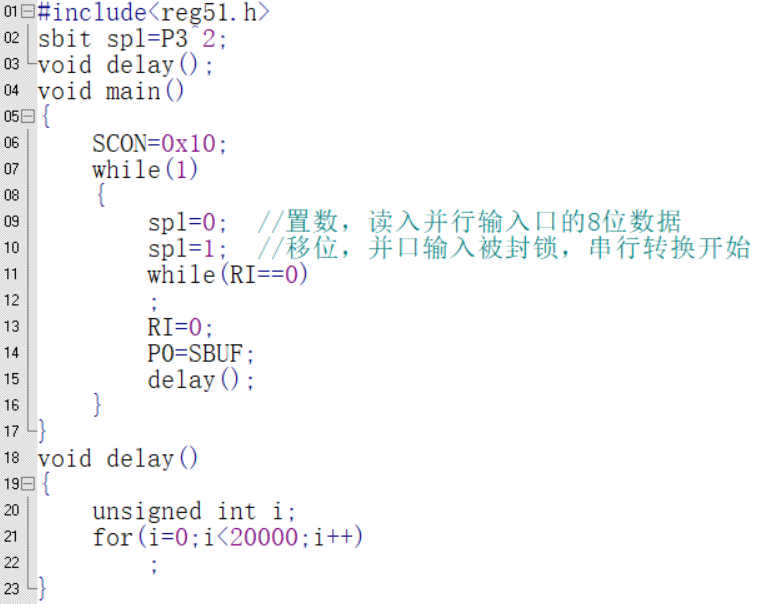 01 #include<reg51.h>
02 sbit spl=P3^2;
03 void delay();
04 void main()
05 {
06 SCON=0x10;
07 while(1)
08 {
09 spl=0; //置数，读入并行输入口的8位数据
10 spl=1; //移位，并口输入被封锁，串行转换开始
11 while(RI==0)
12 ;
13 RI=0;
14 P0=SBUF;
15 delay();
16 }
17 }
18 void delay()
19 {
20 unsigned int i;
21 for(i=0;i<20000;i++)
22 ;
23 }